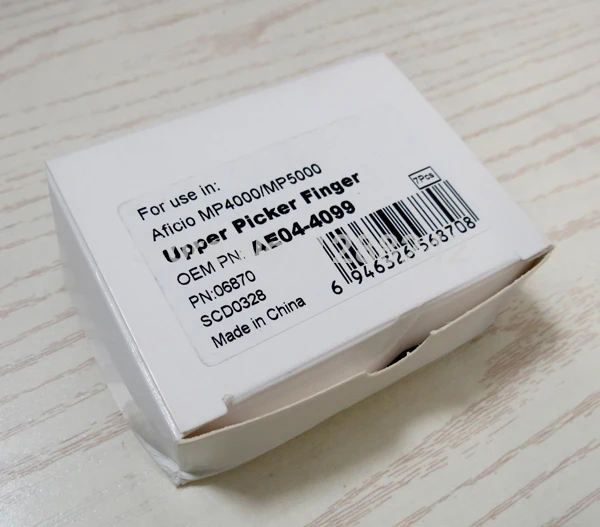 For use in:
Aficio MP4000/MP5000
Upper Picker Finger
7Pcs
OEM PN: AE04-4099
PN:06870
SCD0328
Made in China
6 946326 563708